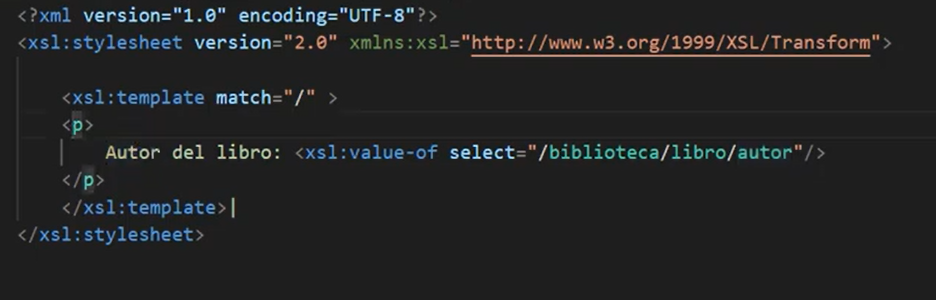 <?xml version="1.0" encoding="UTF-8"?>
<xsl:stylesheet version="2.0" xmlns:xsl="http://www.w3.org/1999/XSL/Transform">
<xsl:template match="/" >
<p>
Autor del libro: <xsl:value-of select="/biblioteca/libro/autor"/>
</p>
</xsl:template>
</xsl:stylesheet>